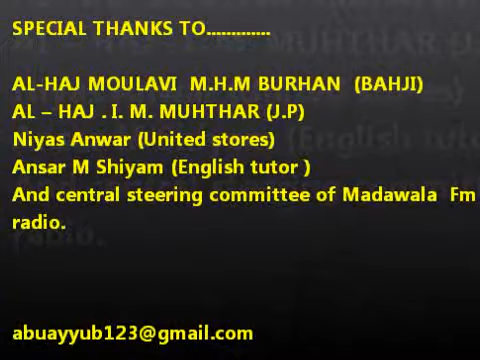 SPECIAL THANKS TO.............
AL-HAJ MOULAVI M.H.M BURHAN (BAHJI)
AL – HAJ . I. M. MUHTHAR (J.P)
Niyas Anwar (United stores)
Ansar M Shiyam (English tutor )
And central steering committee of Madawala Fm
radio.
abuayyub123@gmail.com